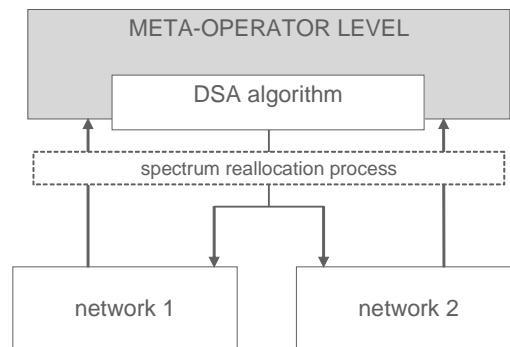 META-OPERATOR LEVEL
DSA algorithm
spectrum reallocation process
network 1
network 2